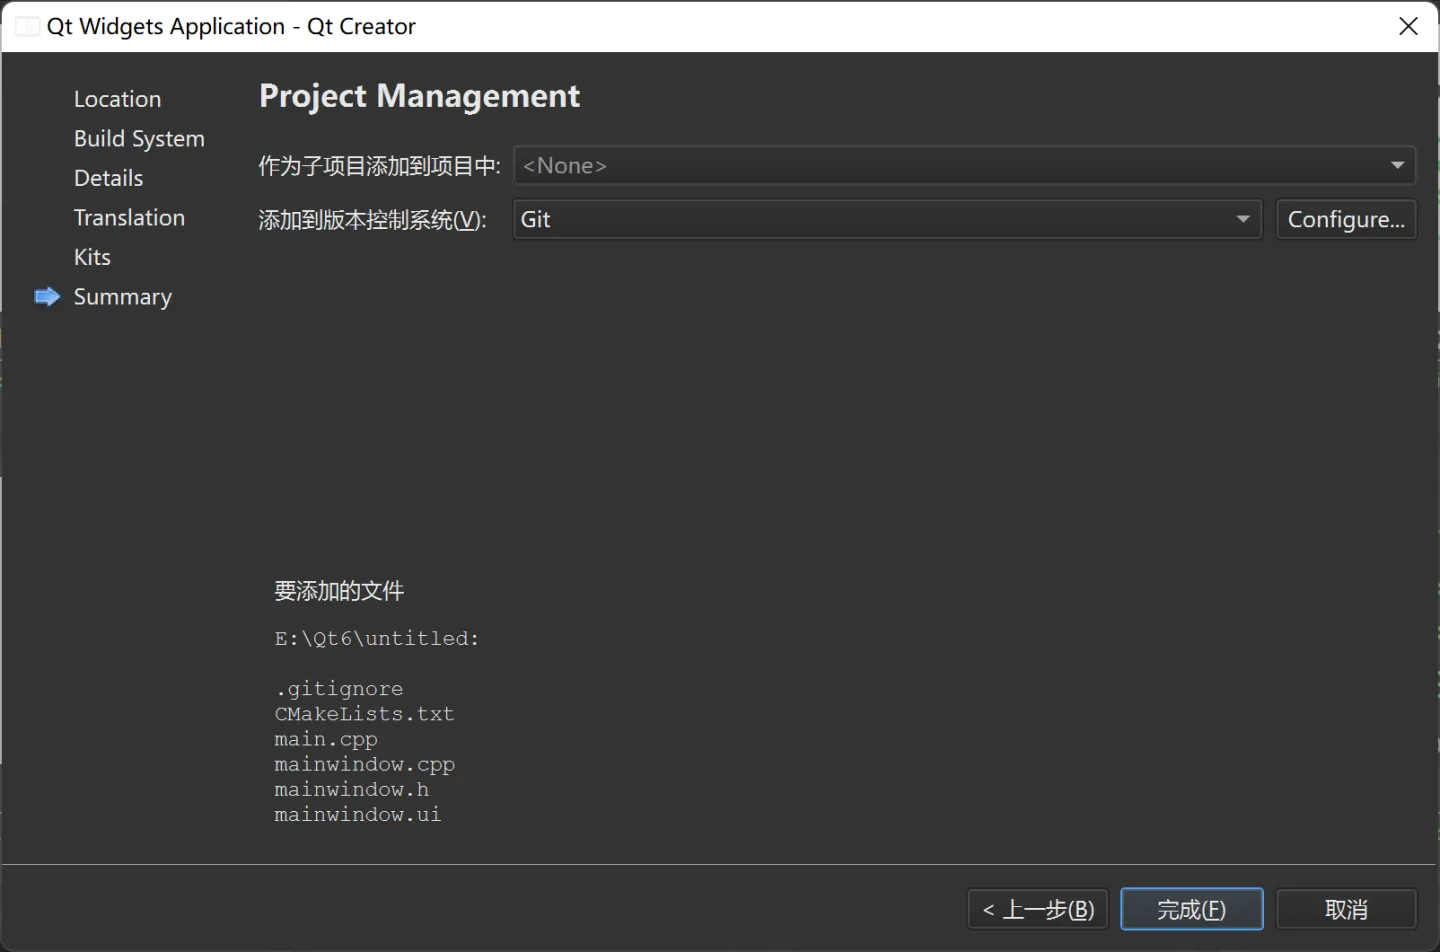 Qt Widgets Application - Qt Creator
Location
Build System
Details
Translation
Kits
Summary
Project Management
作为子项目添加到项目中: <None>
添加到版本控制系统(V): Git Configure...
要添加的文件
E:\Qt6\untitled:
.gitignore
CMakeLists.txt
main.cpp
mainwindow.cpp
mainwindow.h
mainwindow.ui
< 上一步(B) 完成(F) 取消